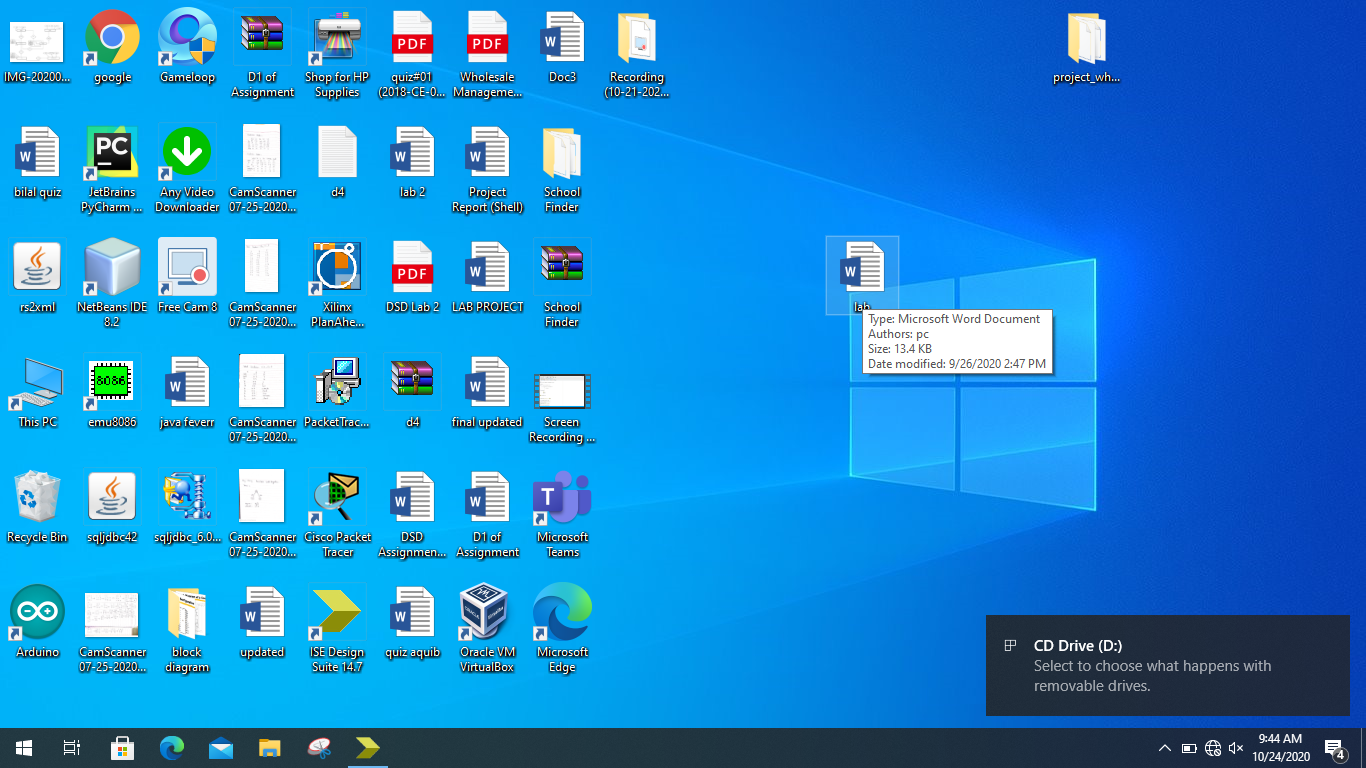 IMG-20200...
google
Gameloop
D1 of
Assignment
Shop for HP
Supplies
PDF
quiz#01
(2018-CE-0...
PDF
Wholesale
Manageme...
W
Doc3
Recording
(10-21-202...
project_wh...
W
bilal quiz
PC
JetBrains
PyCharm ...
Any Video
Downloader
CamScanner
07-25-2020...
d4
W
lab 2
W
Project
Report (Shell)
School
Finder
rs2xml
NetBeans IDE
8.2
Free Cam 8
CamScanner
07-25-2020...
Xilinx
PlanAhe...
PDF
DSD Lab 2
W
LAB PROJECT
School
Finder
W
lab
Type: Microsoft Word Document
Authors: pc
Size: 13.4 KB
Date modified: 9/26/2020 2:47 PM
This PC
8086
emu8086
W
java feverr
CamScanner
07-25-2020...
PacketTrac...
d4
W
final updated
Screen
Recording ...
Recycle Bin
sqljdbc42
sqljdbc_6.0...
CamScanner
07-25-2020...
Cisco Packet
Tracer
W
DSD
Assignmen...
W
D1 of
Assignment
T
Microsoft
Teams
Arduino
CamScanner
07-25-2020...
block
diagram
W
updated
ISE Design
Suite 14.7
W
quiz aquib
Oracle VM
VirtualBox
Microsoft
Edge
CD Drive (D:)
Select to choose what happens with
removable drives.
9:44 AM
10/24/2020
4